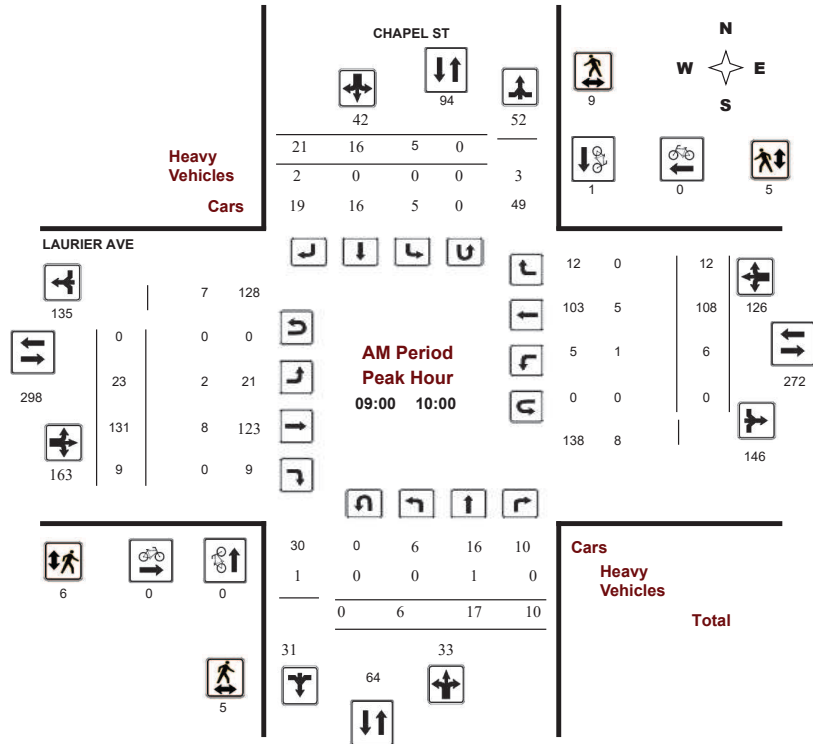 N
CHAPEL ST
W E
94 9 S
42 52
21 16 5 0
Heavy
Vehicles 2 0 0 0 3 1 0 5
Cars 19 16 5 0 49
LAURIER AVE
12 0 12
135 7 128 126
103 5 108
0 0 0
AM Period
Peak Hour
5 1 6
298 23 2 21 272
09:00 10:00
0 0 0
131 8 123
138 8 146
163 9 0 9
30 0 6 16 10 Cars
1 0 0 1 0 Heavy
Vehicles
6 0 0
0 6 17 10 Total
31 33
64
5